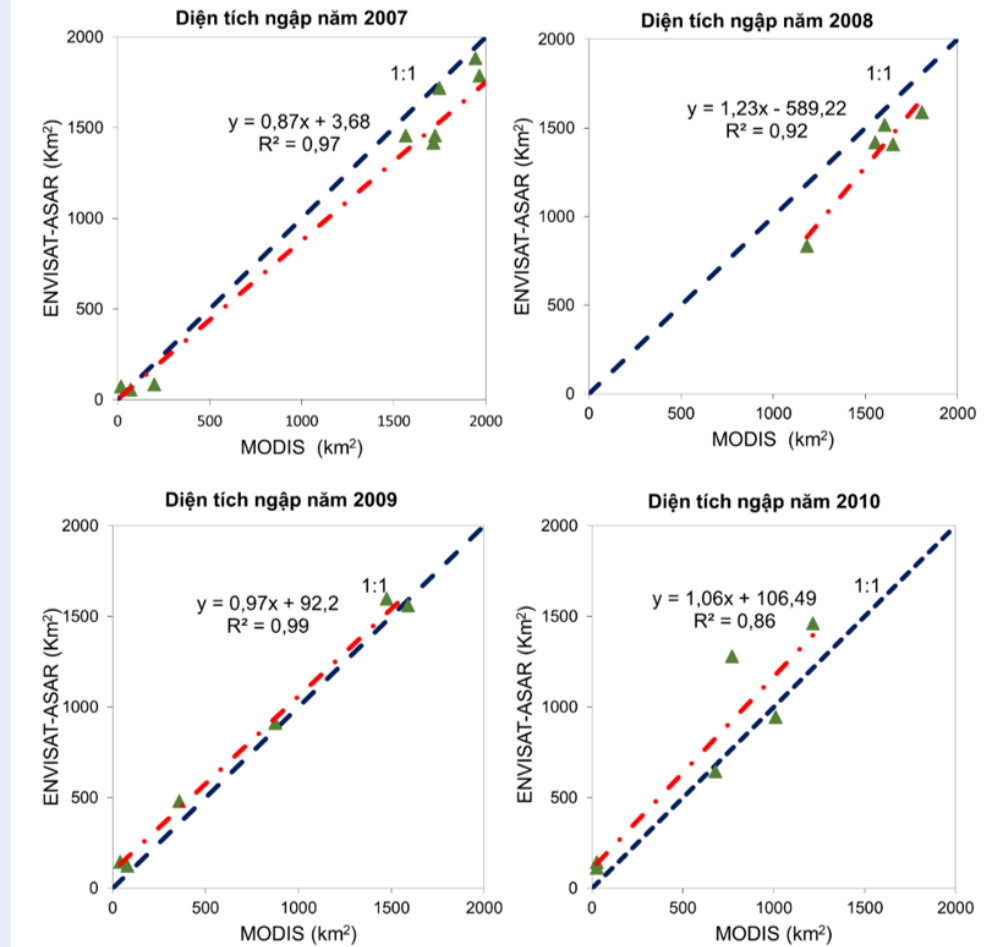 Diện tích ngập năm 2007
2000
1500
1000
500
0
ENVISAT-ASAR (Km²)
1:1
y = 0,87x + 3,68
R² = 0,97
0 500 1000 1500 2000
MODIS (km²)
Diện tích ngập năm 2008
2000
1500
1000
500
0
ENVISAT-ASAR (Km²)
1:1
y = 1,23x - 589,22
R² = 0,92
0 500 1000 1500 2000
MODIS (km²)
Diện tích ngập năm 2009
2000
1500
1000
500
0
ENVISAT-ASAR (Km²)
1:1
y = 0,97x + 92,2
R² = 0,99
0 500 1000 1500 2000
MODIS (km²)
Diện tích ngập năm 2010
2000
1500
1000
500
0
ENVISAT-ASAR (Km²)
1:1
y = 1,06x + 106,49
R² = 0,86
0 500 1000 1500 2000
MODIS (km²)